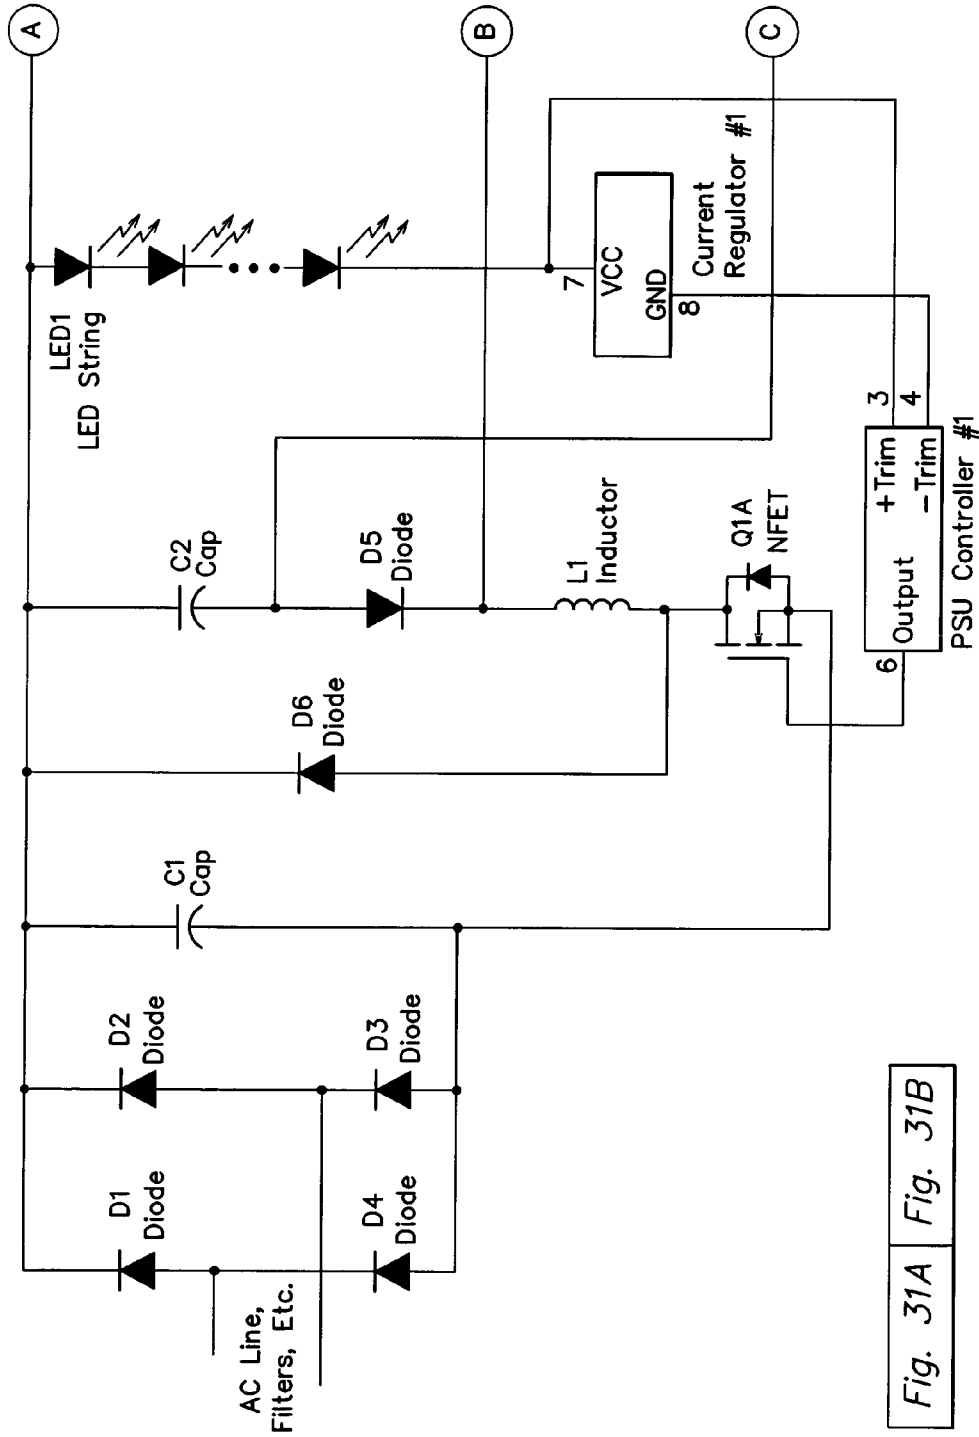 A
B
C
LED1
LED String
C2
Cap
D5
Diode
D6
Diode
L1
Inductor
Q1A
NFET
7
VCC
GND
8
Current
Regulator #1
C1
Cap
D2
Diode
D1
Diode
D3
Diode
D4
Diode
AC Line,
Filters, Etc.
3
4
+Trim
-Trim
Output
6
PSU Controller #1
Fig. 31A
Fig. 31B